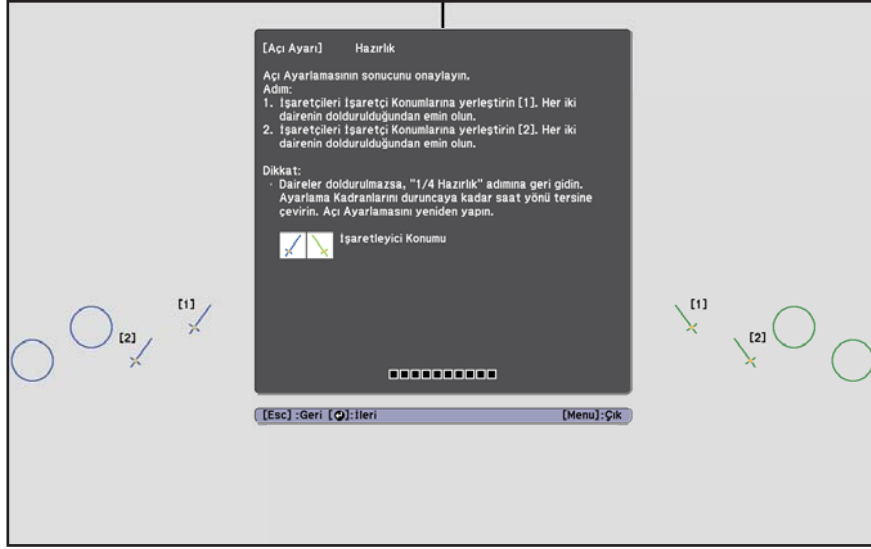 [Açı Ayarı] Hazırlık
Açı Ayarlamasının sonucunu onaylayın.
Adım:
1. İşaretçileri İşaretçi Konumlarına yerleştirin [1]. Her iki
dairenin doldurulduğundan emin olun.
2. İşaretçileri İşaretçi Konumlarına yerleştirin [2]. Her iki
dairenin doldurulduğundan emin olun.
Dikkat:
· Daireler doldurulmazsa, "1/4 Hazırlık" adımına geri gidin.
Ayarlama Kadranlarını duruncaya kadar saat yönü tersine
çevirin. Açı Ayarlamasını yeniden yapın.
İşaretleyici Konumu
[1] [1]
[2] [2]
[Esc] :Geri [⏎]:İleri [Menu]:Çık